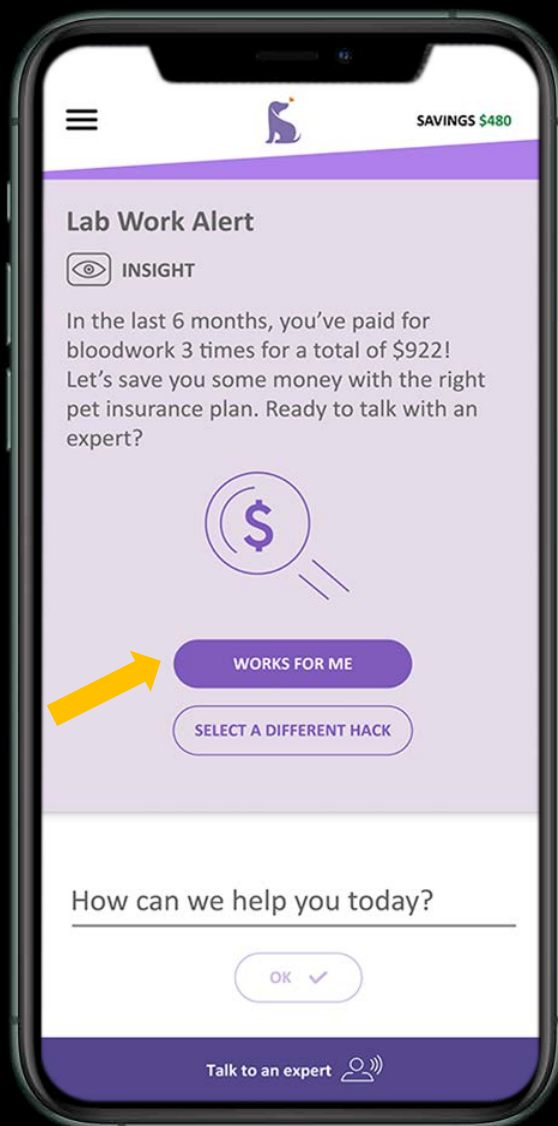 SAVINGS $480
Lab Work Alert
INSIGHT
In the last 6 months, you’ve paid for
bloodwork 3 times for a total of $922!
Let’s save you some money with the right
pet insurance plan. Ready to talk with an
expert?
$
WORKS FOR ME
SELECT A DIFFERENT HACK
How can we help you today?
OK
Talk to an expert